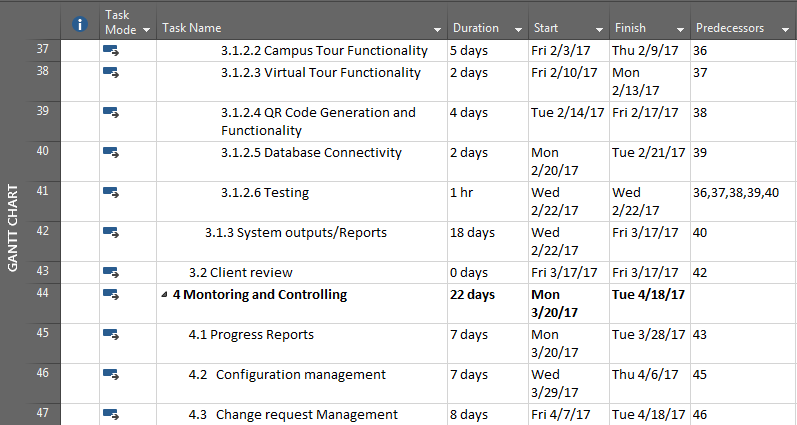 Task Mode Task Name Duration Start Finish Predecessors
37 3.1.2.2 Campus Tour Functionality 5 days Fri 2/3/17 Thu 2/9/17 36
38 3.1.2.3 Virtual Tour Functionality 2 days Fri 2/10/17 Mon 2/13/17 37
39 3.1.2.4 QR Code Generation and Functionality 4 days Tue 2/14/17 Fri 2/17/17 38
40 3.1.2.5 Database Connectivity 2 days Mon 2/20/17 Tue 2/21/17 39
41 3.1.2.6 Testing 1 hr Wed 2/22/17 Wed 2/22/17 36,37,38,39,40
42 3.1.3 System outputs/Reports 18 days Wed 2/22/17 Fri 3/17/17 40
43 3.2 Client review 0 days Fri 3/17/17 Fri 3/17/17 42
44 4 Montoring and Controlling 22 days Mon 3/20/17 Tue 4/18/17
45 4.1 Progress Reports 7 days Mon 3/20/17 Tue 3/28/17 43
46 4.2 Configuration management 7 days Wed 3/29/17 Thu 4/6/17 45
47 4.3 Change request Management 8 days Fri 4/7/17 Tue 4/18/17 46
GANTT CHART